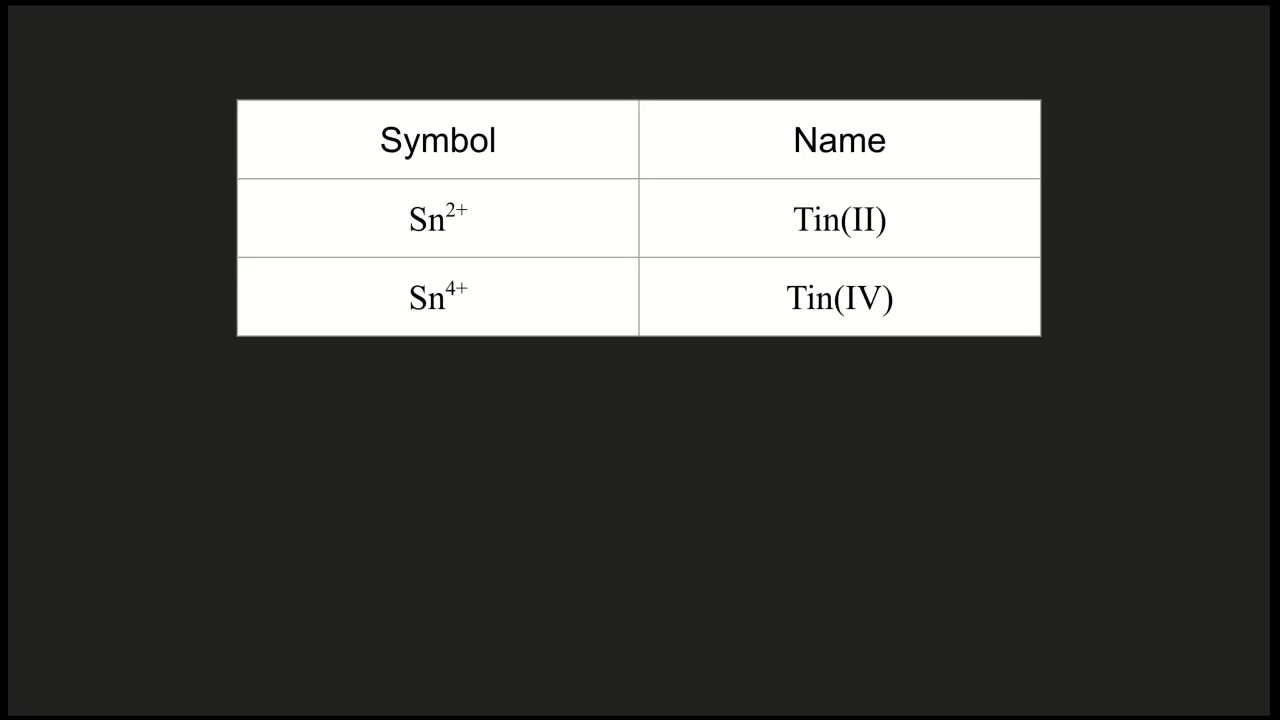 Symbol Name
Sn²⁺ Tin(II)
Sn⁴⁺ Tin(IV)